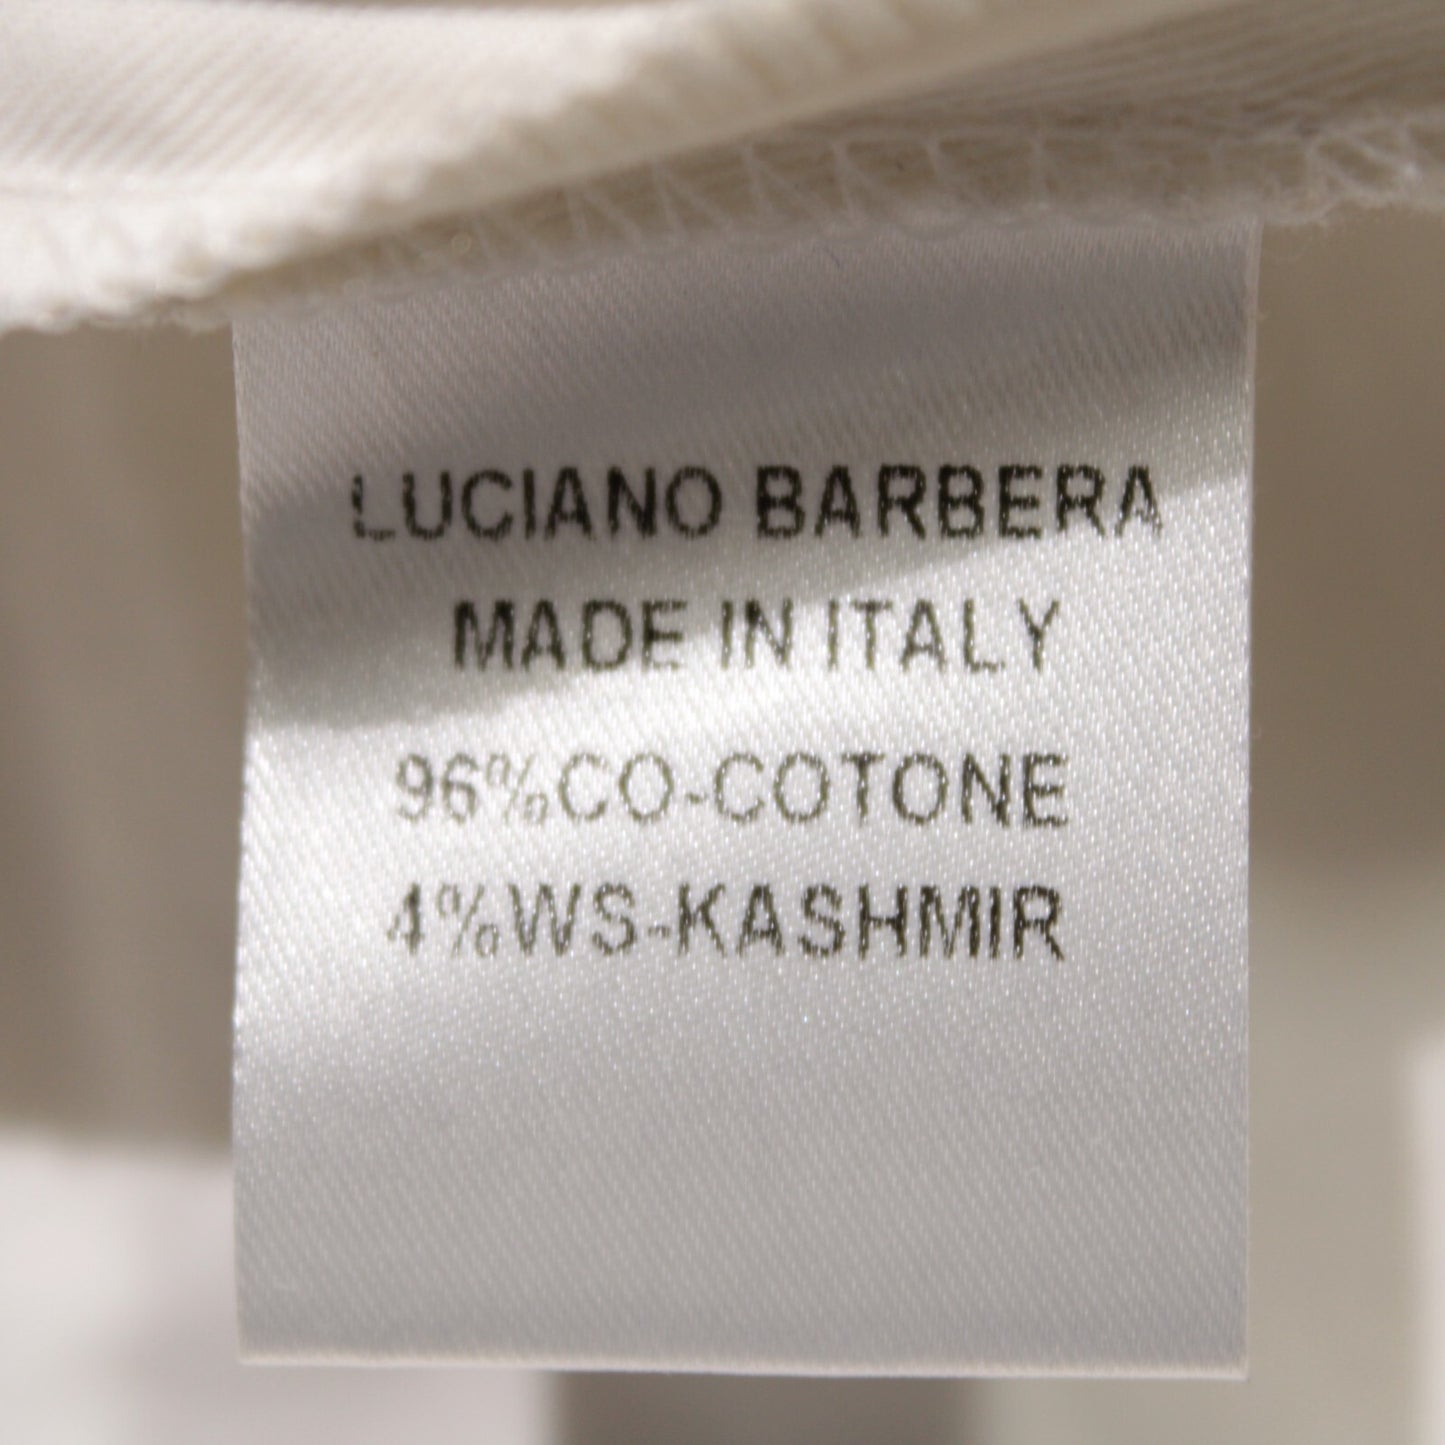 LUCIANO BARBERA
MADE IN ITALY
96%CO-COTONE
4%WS-KASHMIR